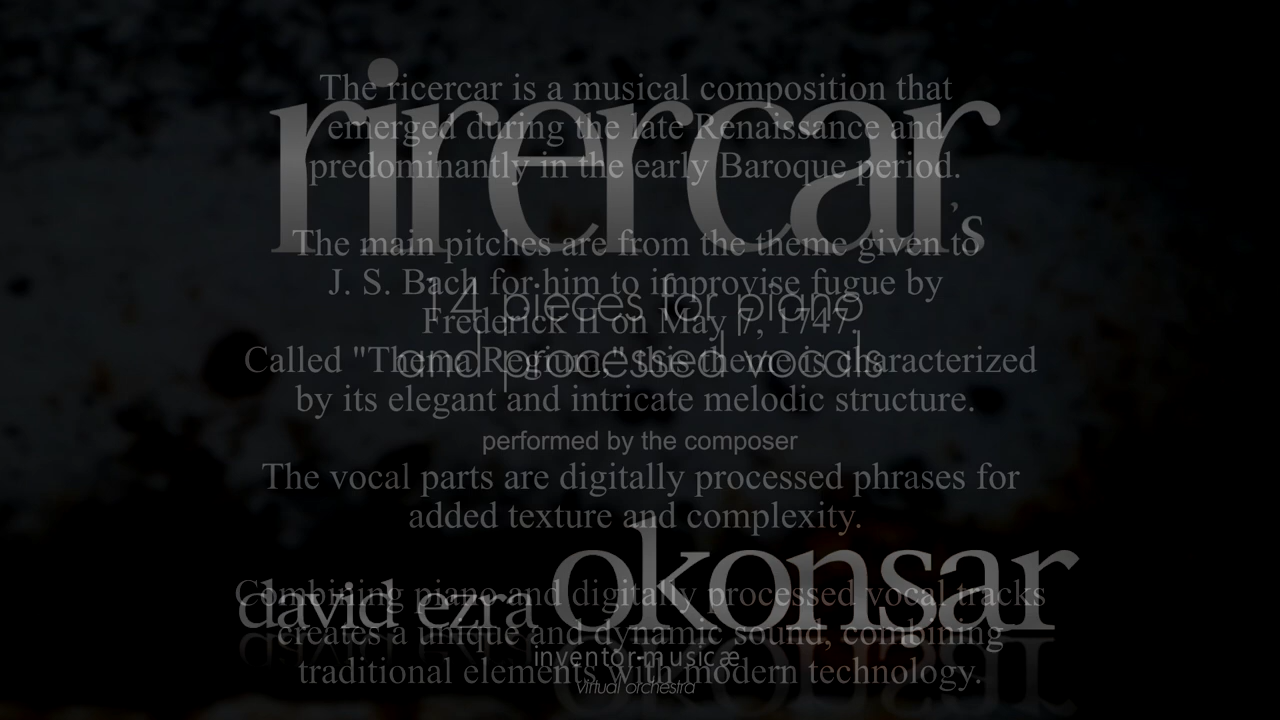 The ricercar is a musical composition that
rirercar's
emerged during the late Renaissance and
predominantly in the early Baroque period.
The main pitches are from the theme given to
J. S. Bach for him to improvise fugue by
14 pieces for piano
Frederick II on May 7, 1747.
and processed vocals
Called "Thema Regium," this theme is characterized
by its elegant and intricate melodic structure.
performed by the composer
The vocal parts are digitally processed phrases for
added texture and complexity.
david ezra okonsar
Combining piano and digitally processed vocal tracks
creates a unique and dynamic sound, combining
inventor-musicæ
traditional elements with modern technology.
virtual orchestra